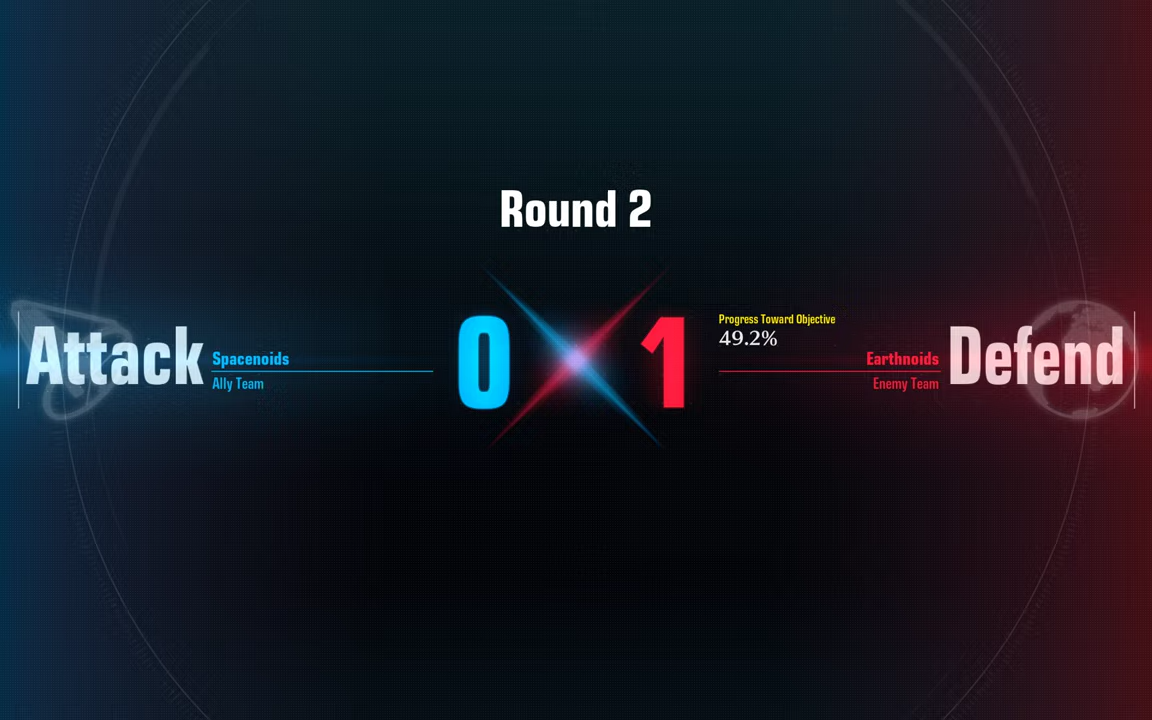 Round 2
Attack
Spacenoids
Ally Team
0
1
Progress Toward Objective
49.2%
Earthnoids
Enemy Team
Defend